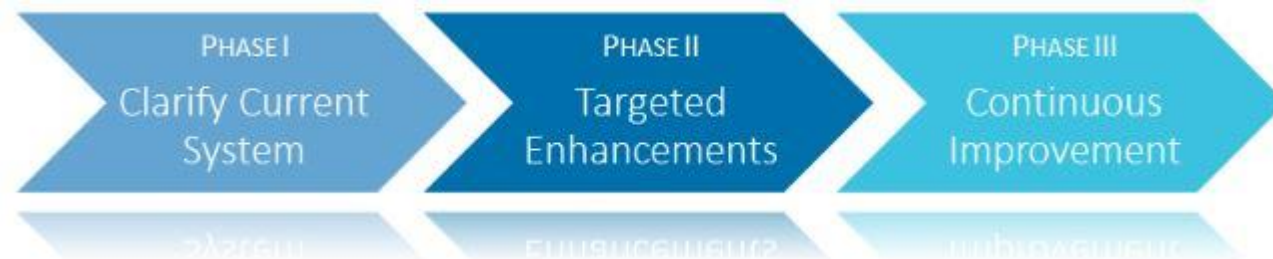 PHASE I
Clarify Current
System
PHASE II
Targeted
Enhancements
PHASE III
Continuous
Improvement